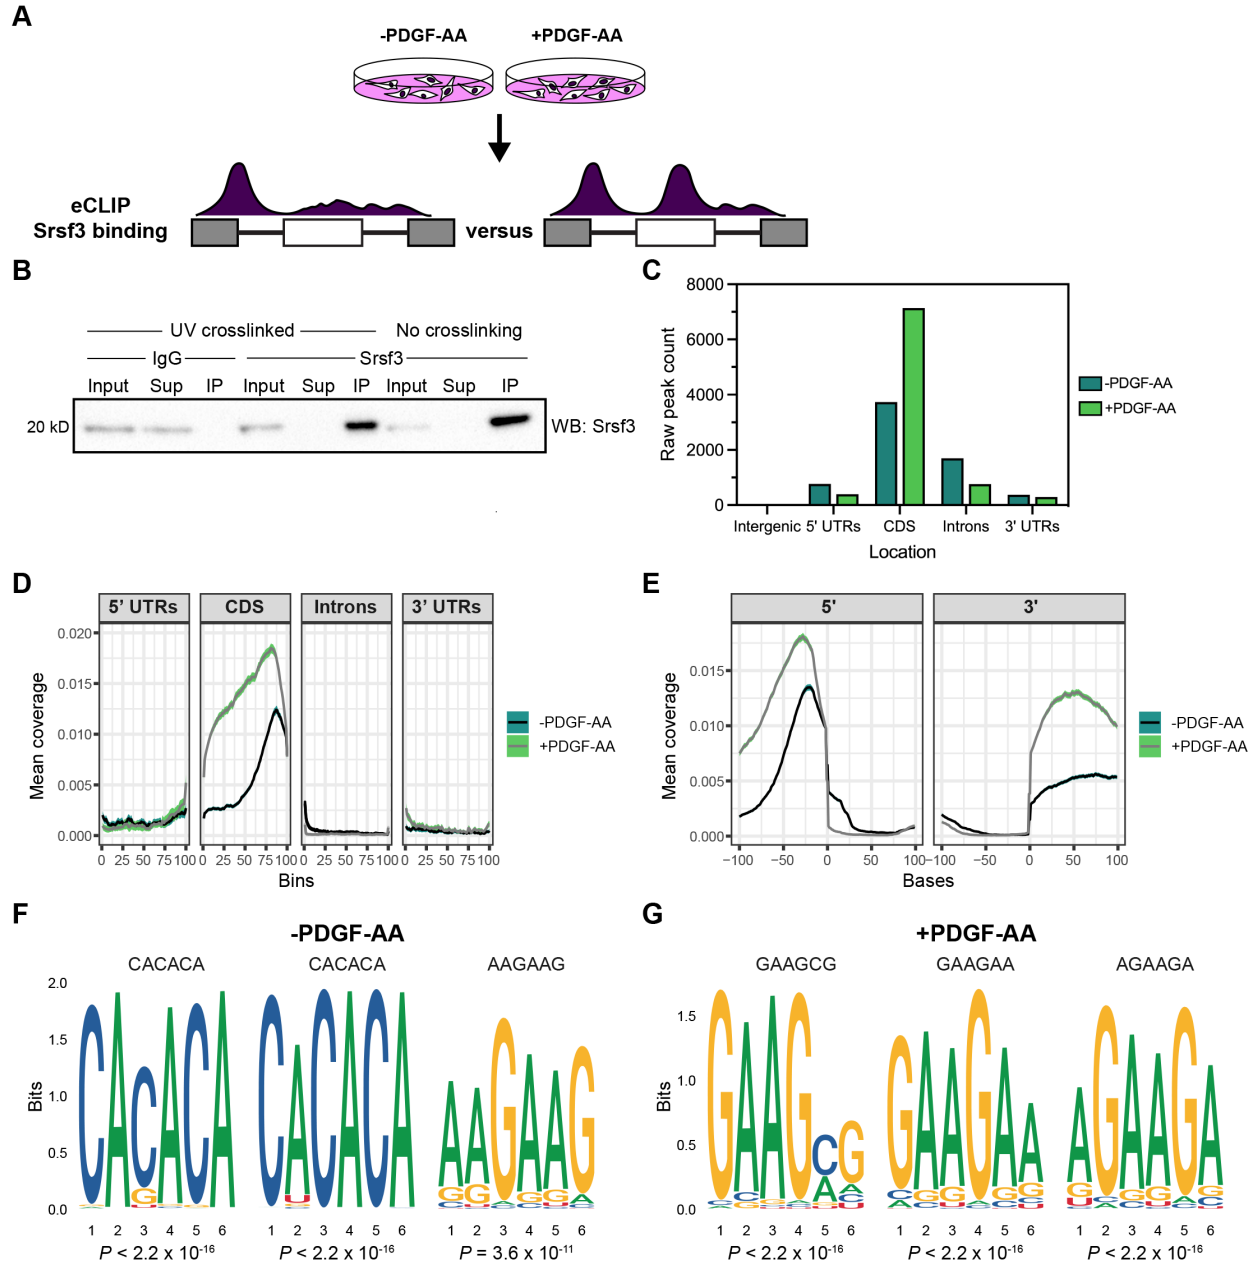 A
-PDGF-AA +PDGF-AA
eCLIP
Srsf3 binding
versus
B
UV crosslinked No crosslinking
IgG Srsf3
Input Sup IP Input Sup IP Input Sup IP
20 kD
WB: Srsf3
C
8000
6000
4000
2000
0
Raw peak count
Intergenic 5' UTRs CDS Introns 3' UTRs
Location
-PDGF-AA
+PDGF-AA
D
5’ UTRs CDS Introns 3’ UTRs
0.020
0.015
0.010
0.005
0.000
Mean coverage
0 25 50 75 100 0 25 50 75 100 0 25 50 75 100 0 25 50 75 100
Bins
-PDGF-AA
+PDGF-AA
E
5' 3'
0.015
0.010
0.005
0.000
Mean coverage
−100 −50 0 50 100 −100 −50 0 50 100
Bases
-PDGF-AA
+PDGF-AA
F
-PDGF-AA
CACACA CACACA AAGAAG
2.0
1.5
1.0
0.5
0.0
Bits
1 2 3 4 5 6 1 2 3 4 5 6 1 2 3 4 5 6
P < 2.2 x 10-16 P < 2.2 x 10-16 P = 3.6 x 10-11
G
+PDGF-AA
GAAGCG GAAGAA AGAAGA
1.5
1.0
0.5
0.0
Bits
1 2 3 4 5 6 1 2 3 4 5 6 1 2 3 4 5 6
P < 2.2 x 10-16 P < 2.2 x 10-16 P < 2.2 x 10-16